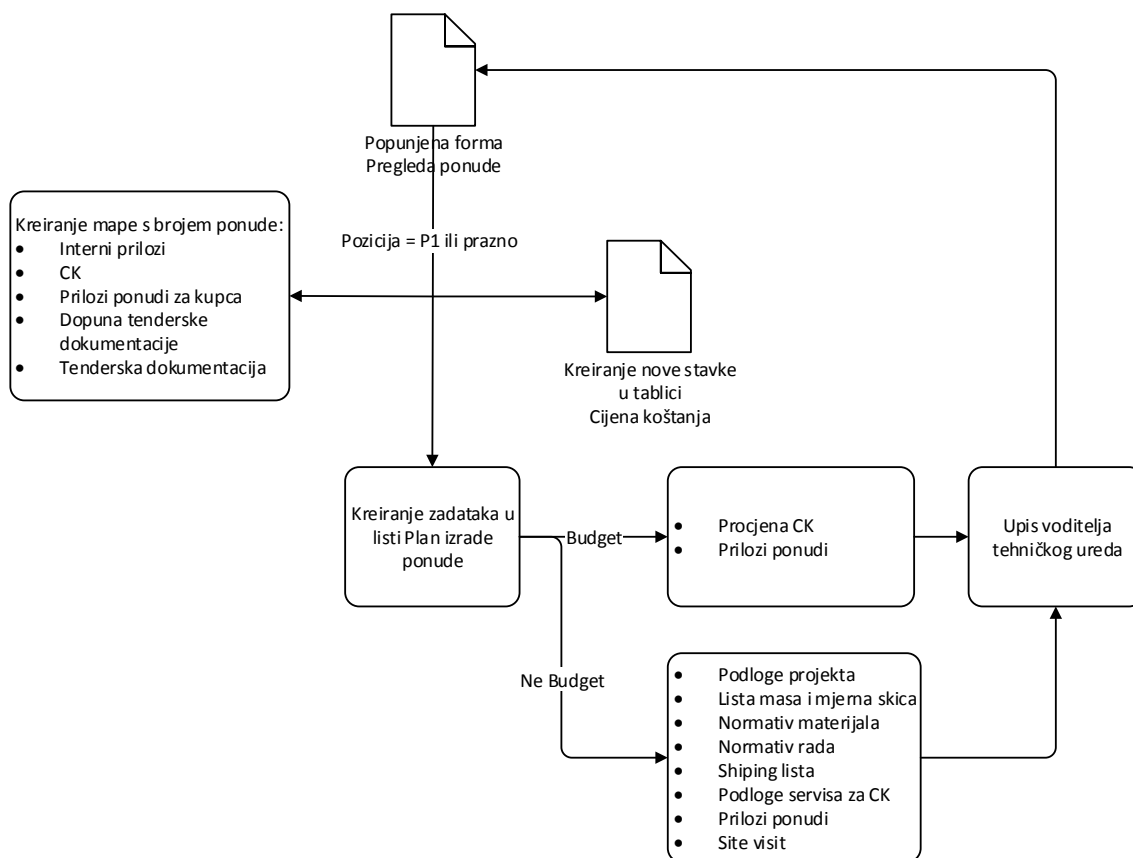 Popunjena forma
Pregleda ponude
Kreiranje mape s brojem ponude:
• Interni prilozi
• CK
• Prilozi ponudi za kupca
• Dopuna tenderske
dokumentacije
• Tenderska dokumentacija
Pozicija = P1 ili prazno
Kreiranje nove stavke
u tablici
Cijena koštanja
Kreiranje zadataka u
listi Plan izrade
ponude
Budget
• Procjena CK
• Prilozi ponudi
Upis voditelja
tehničkog ureda
Ne Budget
• Podloge projekta
• Lista masa i mjerna skica
• Normativ materijala
• Normativ rada
• Shiping lista
• Podloge servisa za CK
• Prilozi ponudi
• Site visit